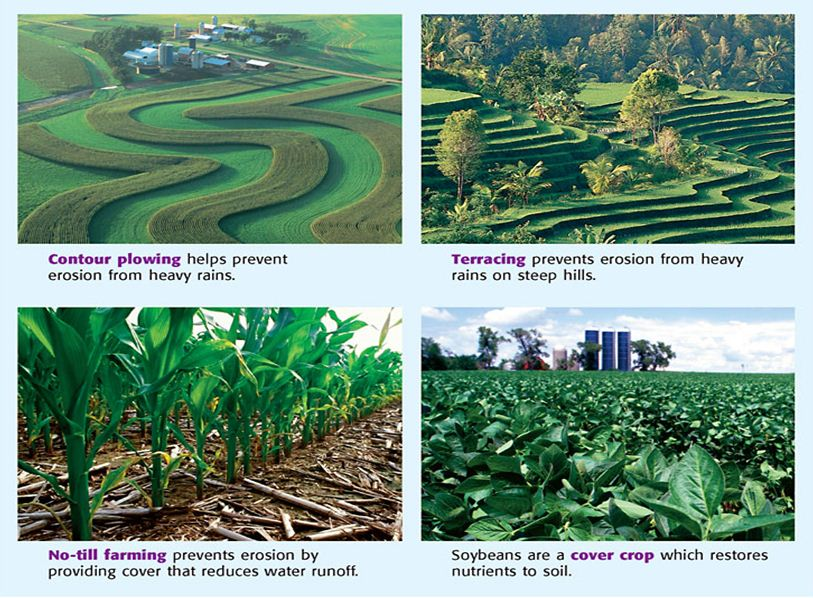 Contour plowing helps prevent
erosion from heavy rains.
Terracing prevents erosion from heavy
rains on steep hills.
No-till farming prevents erosion by
providing cover that reduces water runoff.
Soybeans are a cover crop which restores
nutrients to soil.